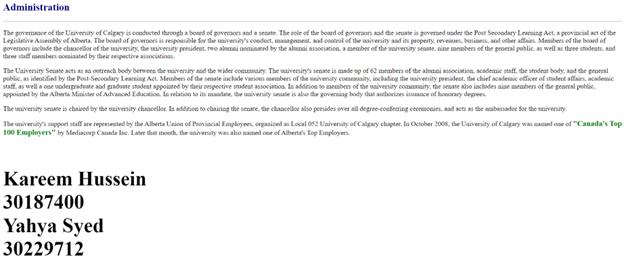 Administration
The governance of the University of Calgary is conducted through a board of governors and a senate. The role of the board of governors and the senate is governed under the Post Secondary Learning Act, a provincial act of the
Legislative Assembly of Alberta. The board of governors is responsible for the university's conduct, management, and control of the university and its property, revenues, business, and other affairs. Members of the board of
governors include the chancellor of the university, the university president, two alumni nominated by the alumni association, a member of the university senate, nine members of the general public, as well as three students, and
three staff members nominated by their respective associations.
The University Senate acts as an outreach body between the university and the wider community. The university's senate is made up of 62 members of the alumni association, academic staff, the student body, and the general
public, as identified by the Post-Secondary Learning Act. Members of the senate include various members of the university community, including the university president, the chief academic officer of student affairs, academic
staff, as well a one undergraduate and graduate student appointed by their respective student association. In addition to members of the university community, the senate also includes nine members of the general public,
appointed by the Alberta Minister of Advanced Education. In relation to its mandate, the university senate is also the governing body that authorizes issuance of honorary degrees.
The university senate is chaired by the university chancellor. In addition to chairing the senate, the chancellor also presides over all degree-conferring ceremonies, and acts as the ambassador for the university.
The university's support staff are represented by the Alberta Union of Provincial Employees, organized as Local 052 University of Calgary chapter. In October 2008, the University of Calgary was named one of "Canada's Top
100 Employers" by Mediacorp Canada Inc. Later that month, the university was also named one of Alberta's Top Employers.
Kareem Hussein
30187400
Yahya Syed
30229712